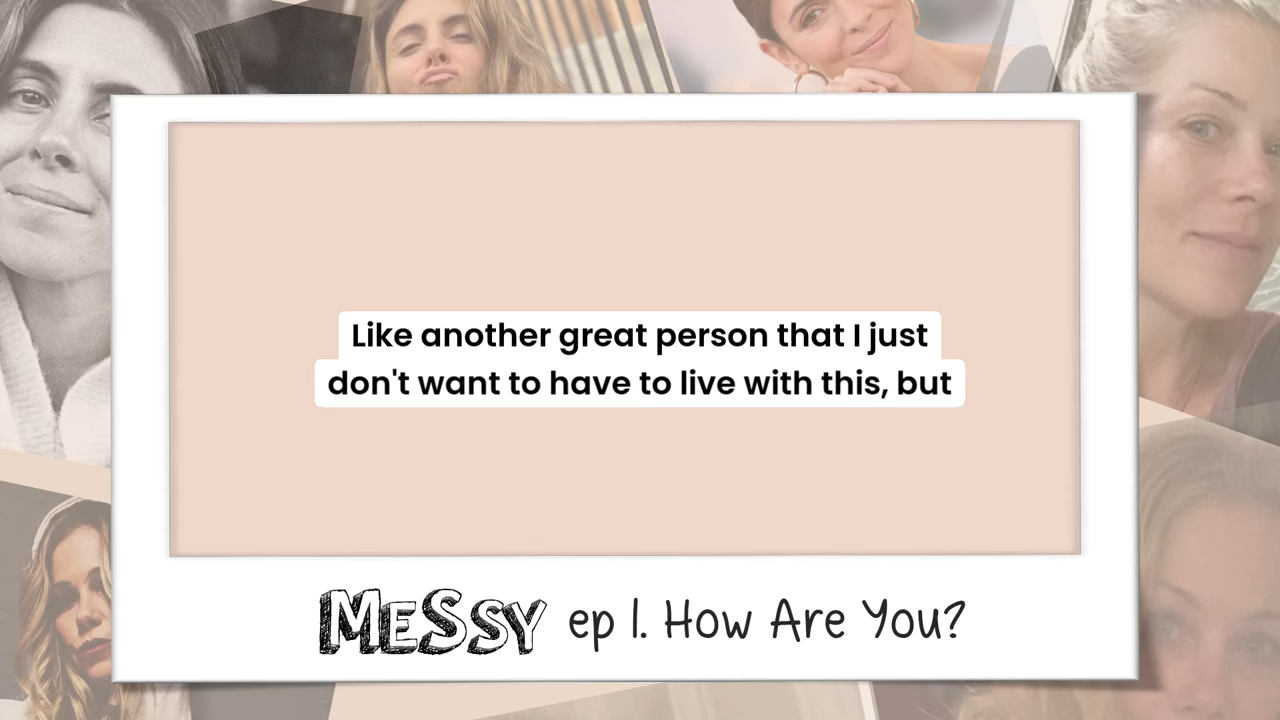 Like another great person that I just
don't want to have to live with this, but
MESSY ep 1. How Are You?